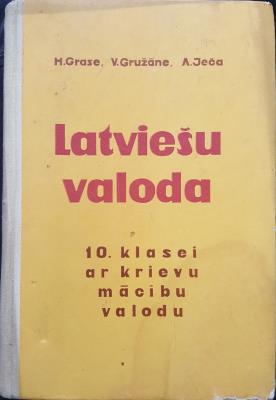 M.Grase, V.Gružāne, A.Ječa
Latviešu
valoda
10. klasei
ar krievu
mācību
valodu